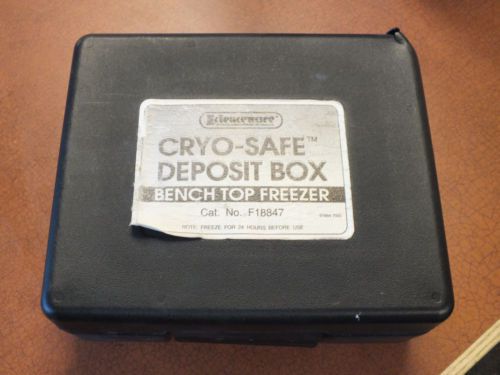 Scienceware
CRYO-SAFE™
DEPOSIT BOX
BENCH TOP FREEZER
Cat. No. F18847
NOTE: FREEZE FOR 24 HOURS BEFORE USE